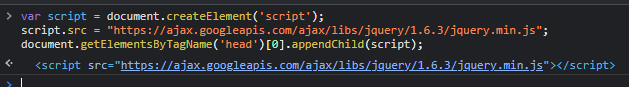 var script = document.createElement('script');
script.src = "https://ajax.googleapis.com/ajax/libs/jquery/1.6.3/jquery.min.js";
document.getElementsByTagName('head')[0].appendChild(script);
<script src="https://ajax.googleapis.com/ajax/libs/jquery/1.6.3/jquery.min.js"></script>